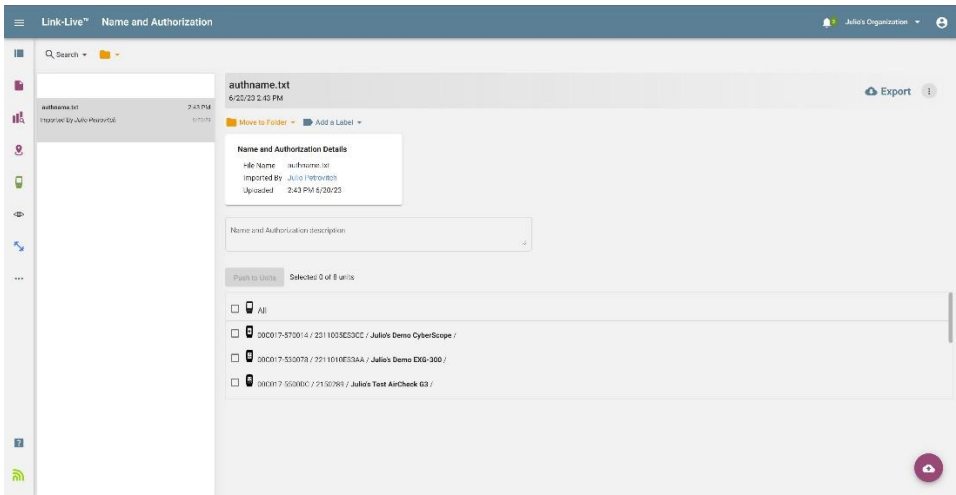 Link-Live™ Name and Authorization
2 Julio's Organization
Search
authname.txt 2:43 PM
Imported by Julio Petrovitch
authname.txt
6/20/23 2:43 PM
Export
Move to Folder Add a Label
Name and Authorization Details
File Name authname.txt
Imported By Julio Petrovitch
Uploaded 2:43 PM 6/20/23
Name and Authorization description
Push to Units Selected 0 of 8 units
All
00C017-570014 / 2311005ES3CE / Julio's Demo CyberScope /
00C017-530078 / 2211010ES3AA / Julio's Demo EXG-300 /
00C017-5500DC / 2150289 / Julio's Test AirCheck G3 /